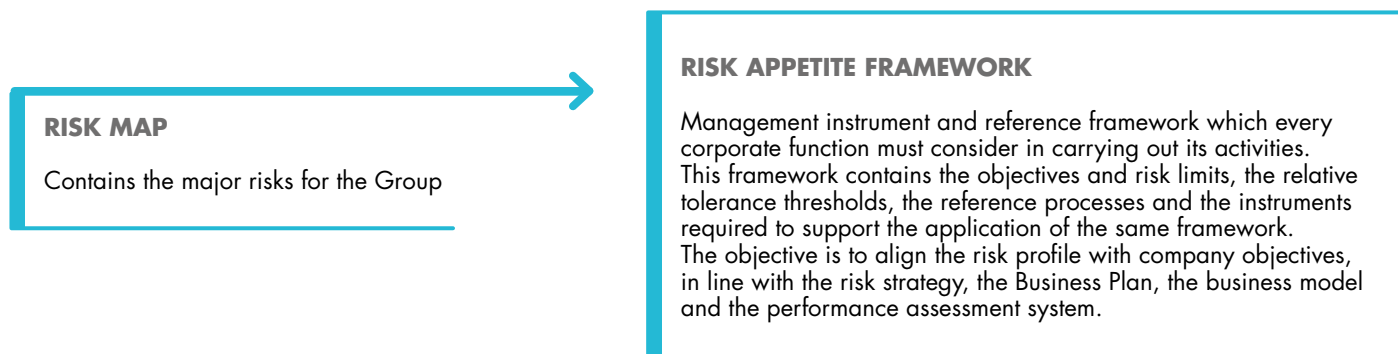 RISK MAP
Contains the major risks for the Group
RISK APPETITE FRAMEWORK
Management instrument and reference framework which every
corporate function must consider in carrying out its activities.
This framework contains the objectives and risk limits, the relative
tolerance thresholds, the reference processes and the instruments
required to support the application of the same framework.
The objective is to align the risk profile with company objectives,
in line with the risk strategy, the Business Plan, the business model
and the performance assessment system.